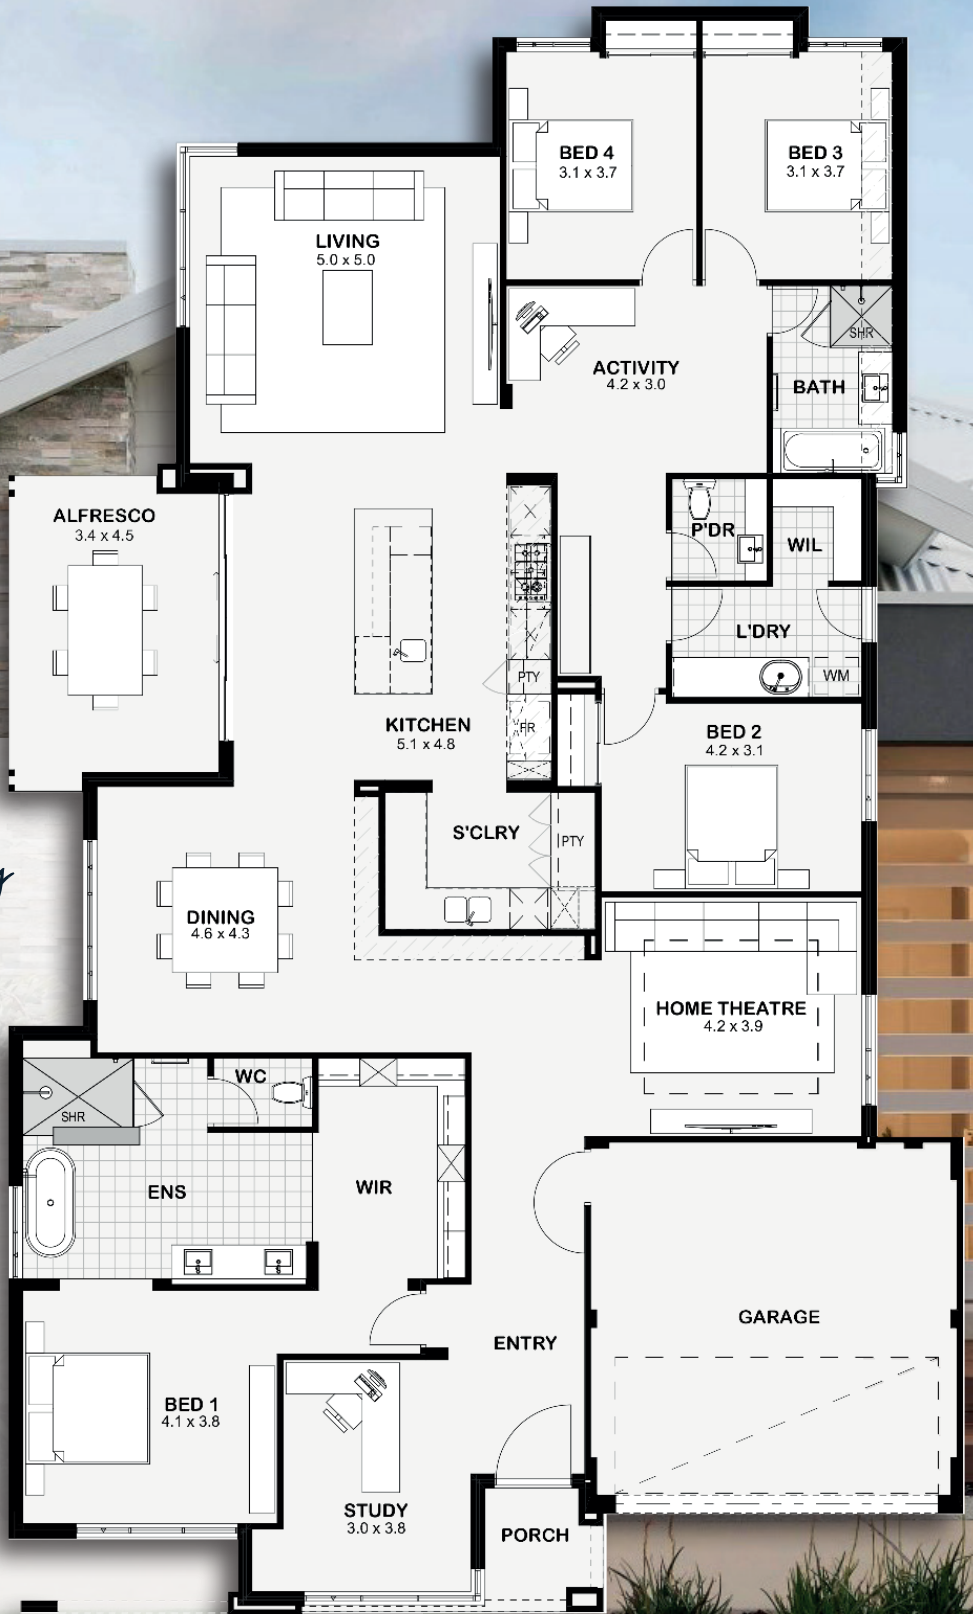 BED 4
3.1 x 3.7
BED 3
3.1 x 3.7
LIVING
5.0 x 5.0
SHR
ACTIVITY
4.2 x 3.0
BATH
ALFRESCO
3.4 x 4.5
P'DR
WIL
L'DRY
PTY
WM
KITCHEN
5.1 x 4.8
FR
BED 2
4.2 x 3.1
S'CLRY
PTY
DINING
4.6 x 4.3
HOME THEATRE
4.2 x 3.9
WC
SHR
ENS
WIR
GARAGE
ENTRY
BED 1
4.1 x 3.8
STUDY
3.0 x 3.8
PORCH